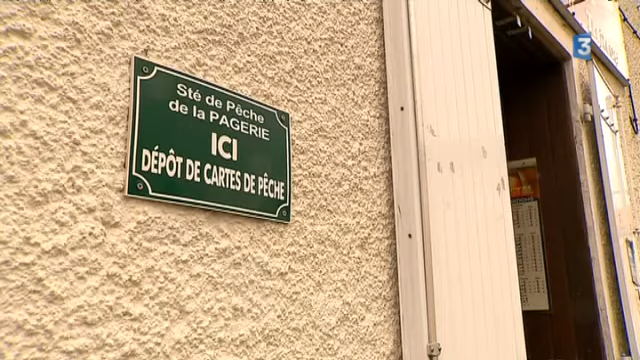 Sté de Pêche
de la PAGERIE
ICI
DÉPÔT DE CARTES DE PÊCHE
3